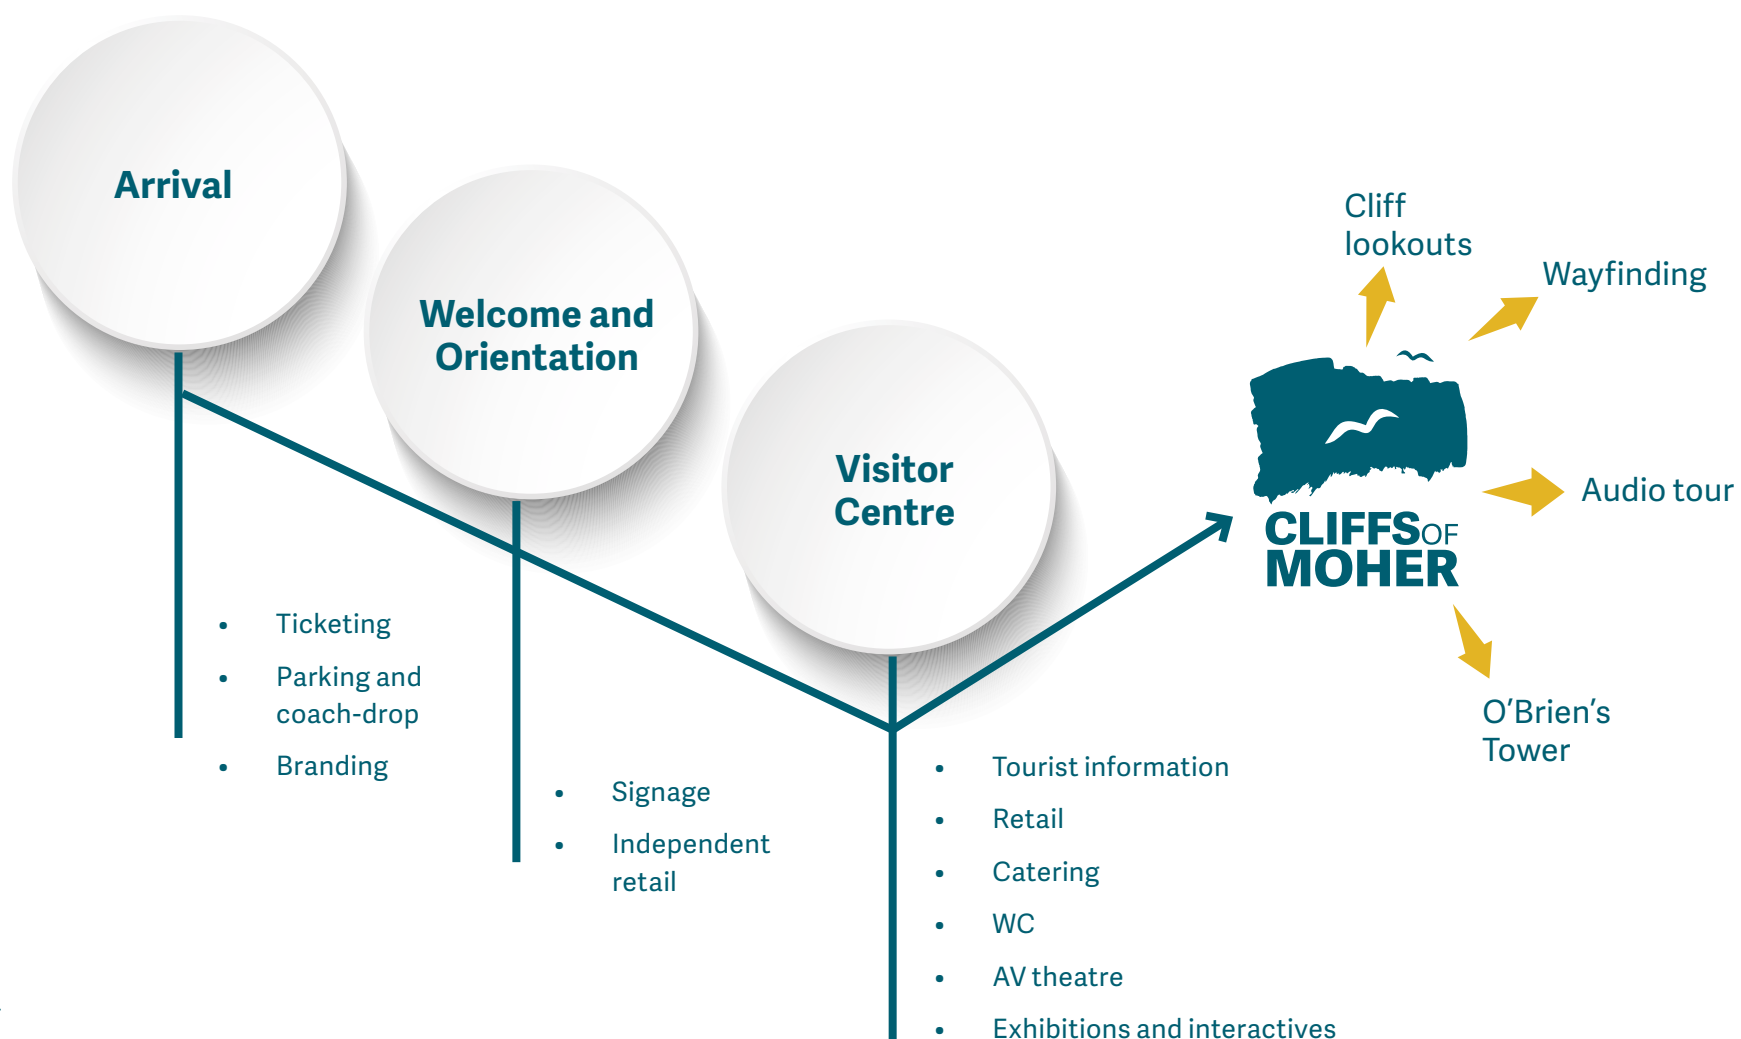 Arrival
Welcome and
Orientation
Visitor
Centre
• Ticketing
• Parking and
coach-drop
• Branding
• Signage
• Independent
retail
• Tourist information
• Retail
• Catering
• WC
• AV theatre
• Exhibitions and interactives
Cliff
lookouts
Wayfinding
Audio tour
CLIFFS OF
MOHER
O’Brien’s
Tower